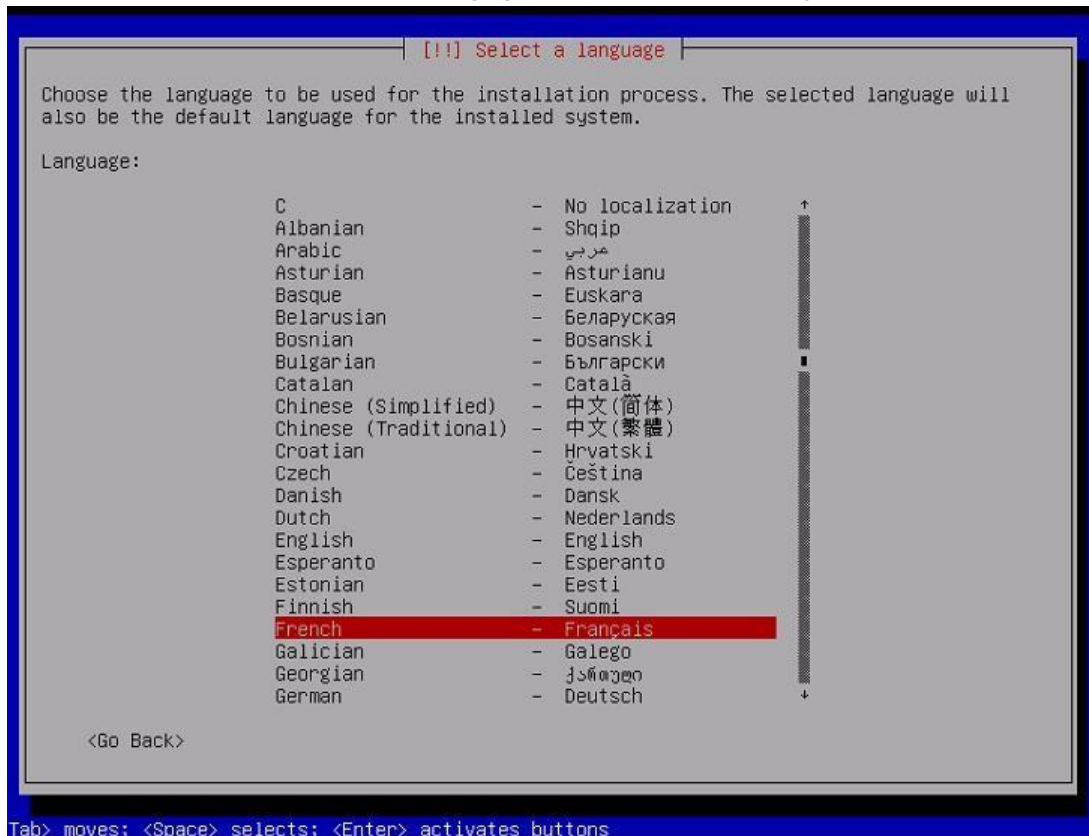 [!!] Select a language
Choose the language to be used for the installation process. The selected language will
also be the default language for the installed system.
Language:
C - No localization
Albanian - Shqip
Arabic - عربي
Asturian - Asturianu
Basque - Euskara
Belarusian - Беларуская
Bosnian - Bosanski
Bulgarian - Български
Catalan - Català
Chinese (Simplified) - 中文(简体)
Chinese (Traditional) - 中文(繁體)
Croatian - Hrvatski
Czech - Čeština
Danish - Dansk
Dutch - Nederlands
English - English
Esperanto - Esperanto
Estonian - Eesti
Finnish - Suomi
French - Français
Galician - Galego
Georgian - ქართული
German - Deutsch
<Go Back>
Tab> moves; <Space> selects; <Enter> activates buttons